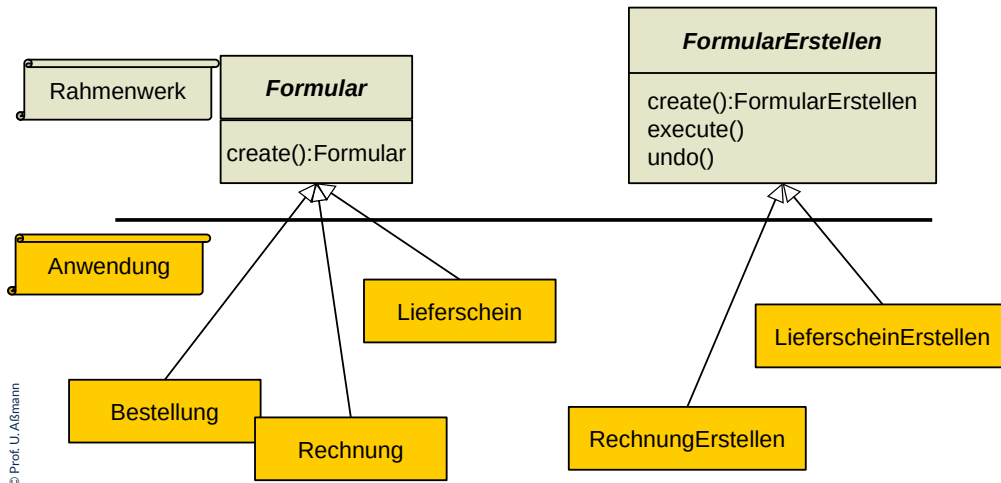 Rahmenwerk
Formular
create():Formular
FormularErstellen
create():FormularErstellen
execute()
undo()
Anwendung
Lieferschein
Bestellung
Rechnung
LieferscheinErstellen
RechnungErstellen
© Prof. U. Aßmann